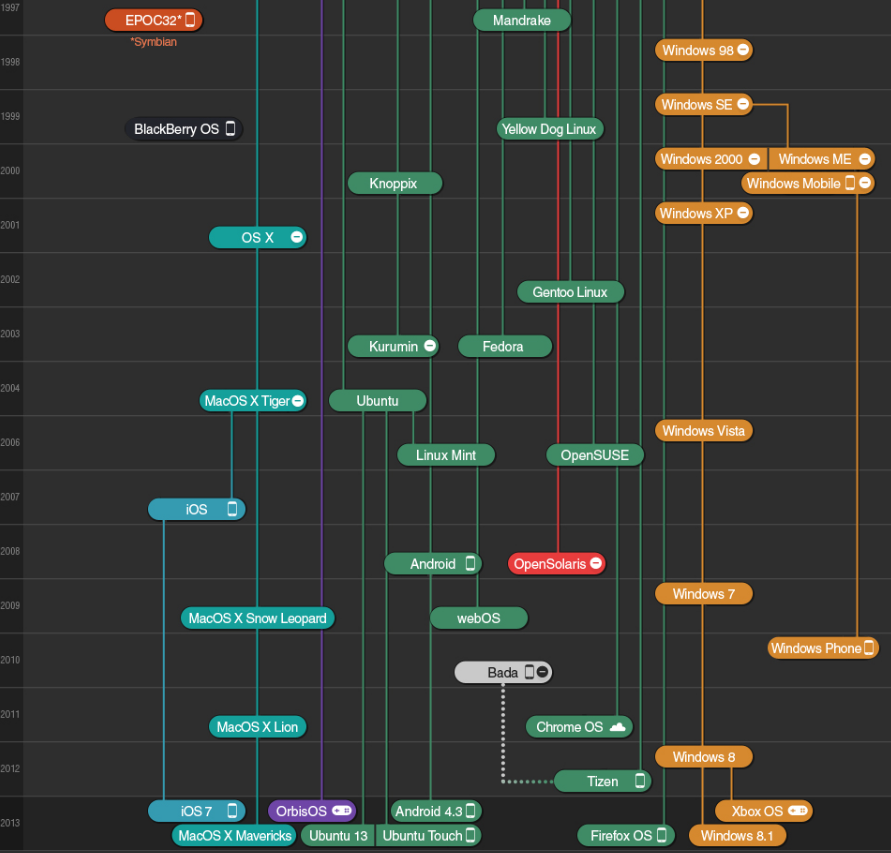 1997
EPOC32*
Mandrake
*Symbian
Windows 98
1998
Windows SE
1999
BlackBerry OS
Yellow Dog Linux
Windows 2000
Windows ME
2000
Knoppix
Windows Mobile
Windows XP
2001
OS X
2002
Gentoo Linux
2003
Kurumin
Fedora
2004
MacOS X Tiger
Ubuntu
Windows Vista
2006
Linux Mint
OpenSUSE
2007
iOS
2008
Android
OpenSolaris
Windows 7
2009
MacOS X Snow Leopard
webOS
Windows Phone
2010
Bada
2011
MacOS X Lion
Chrome OS
Windows 8
2012
Tizen
iOS 7
OrbisOS
Android 4.3
Xbox OS
2013
MacOS X Mavericks
Ubuntu 13
Ubuntu Touch
Firefox OS
Windows 8.1